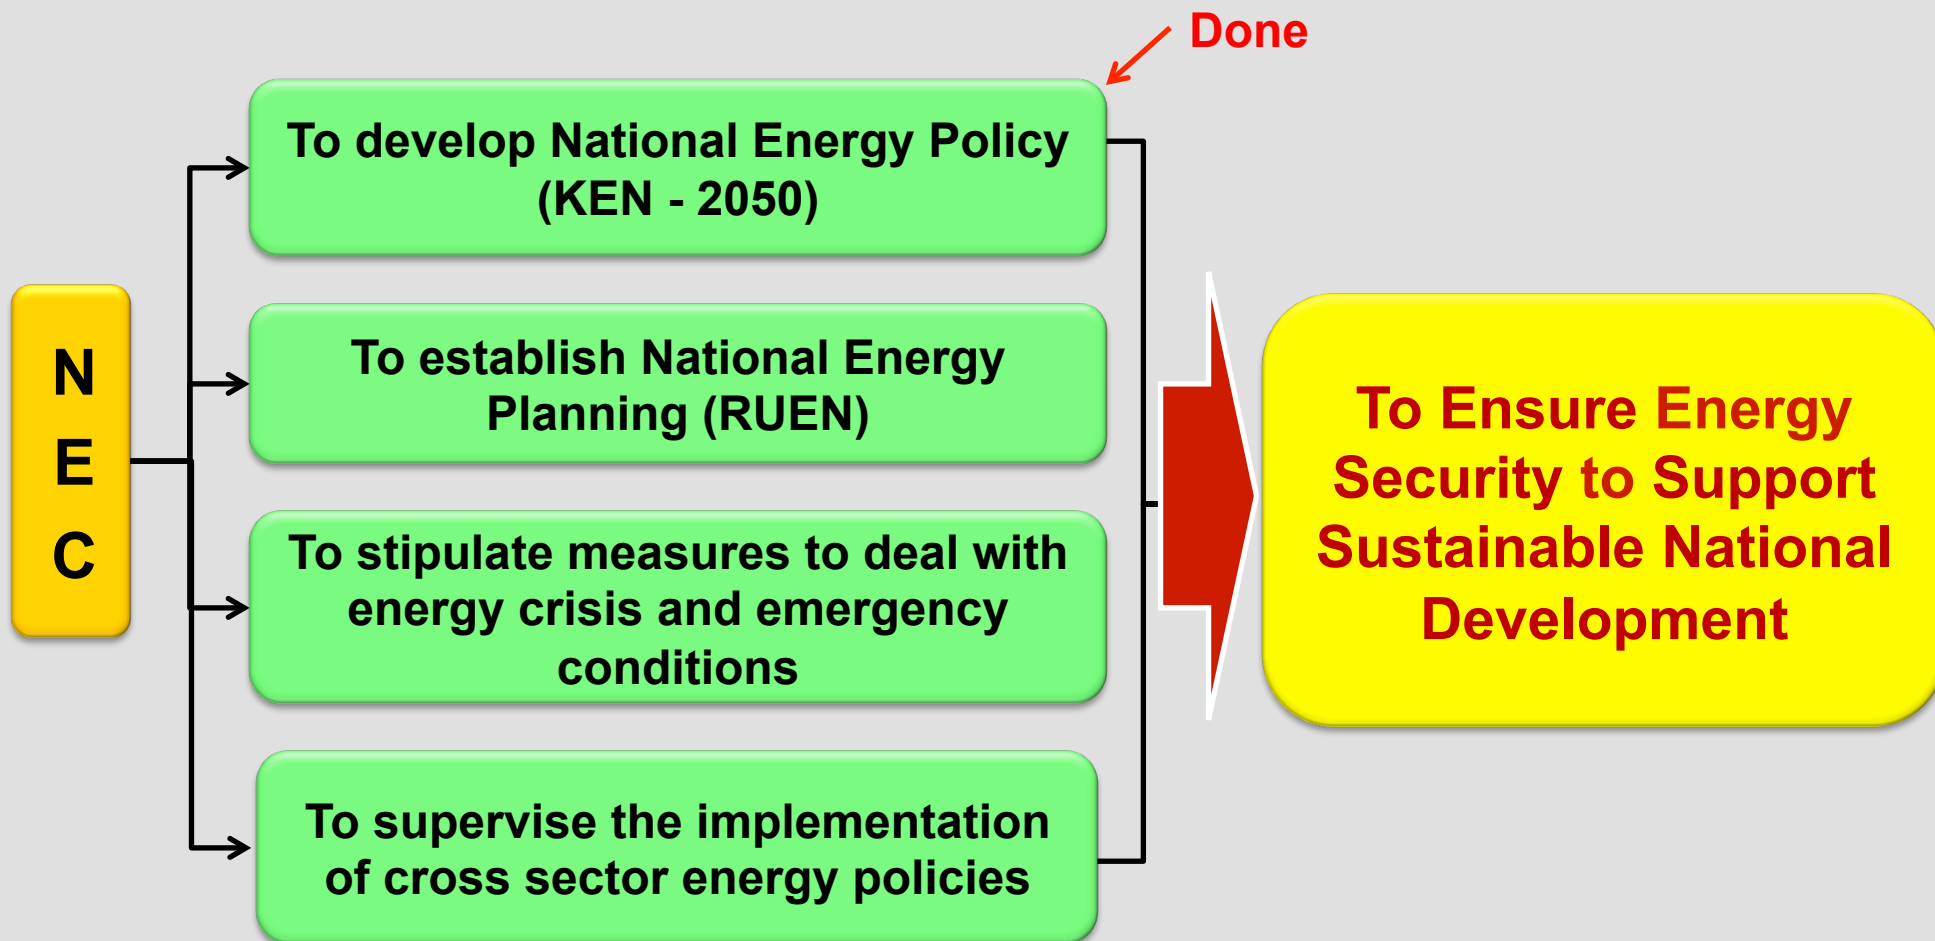 Done
To develop National Energy Policy
(KEN - 2050)
To establish National Energy
Planning (RUEN)
N
E
C
To stipulate measures to deal with
energy crisis and emergency
conditions
To supervise the implementation
of cross sector energy policies
To Ensure Energy
Security to Support
Sustainable National
Development